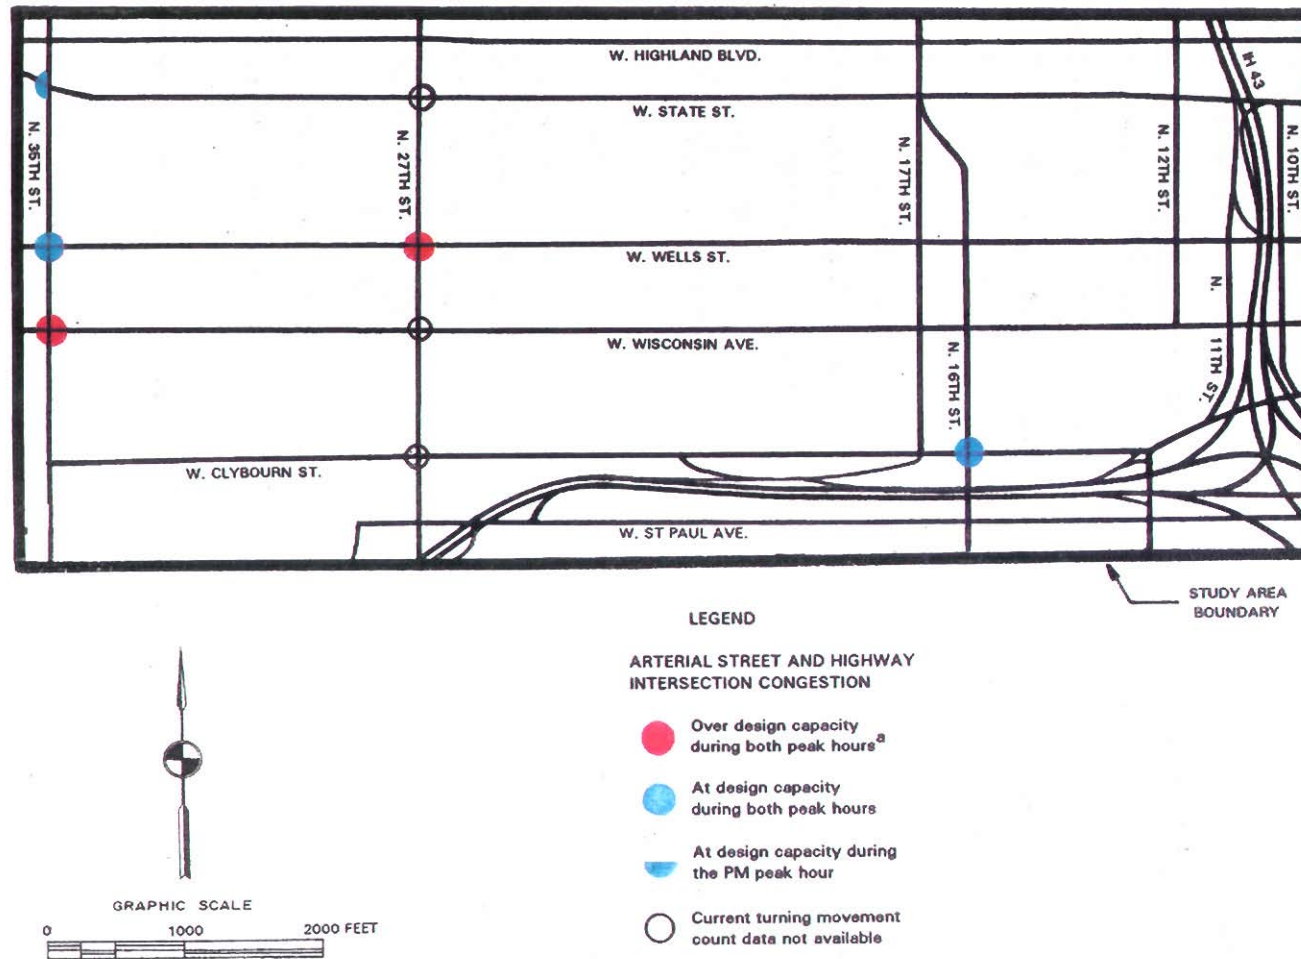 W. HIGHLAND BLVD.
IH 43
W. STATE ST.
N. 35TH ST.
N. 27TH ST.
N. 17TH ST.
N. 12TH ST.
N. 10TH ST.
W. WELLS ST.
N. 11TH ST.
W. WISCONSIN AVE.
N. 16TH ST.
W. CLYBOURN ST.
W. ST PAUL AVE.
STUDY AREA
BOUNDARY
LEGEND
ARTERIAL STREET AND HIGHWAY
INTERSECTION CONGESTION
Over design capacity
during both peak hours a
At design capacity
during both peak hours
At design capacity during
the PM peak hour
Current turning movement
count data not available
GRAPHIC SCALE
0 1000 2000 FEET